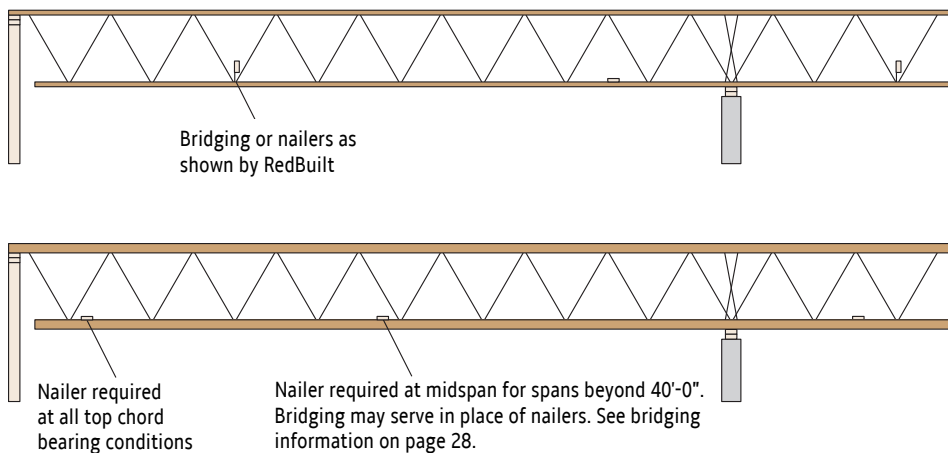 Bridging or nailers as
shown by RedBuilt
Nailer required
at all top chord
bearing conditions
Nailer required at midspan for spans beyond 40'-0".
Bridging may serve in place of nailers. See bridging
information on page 28.